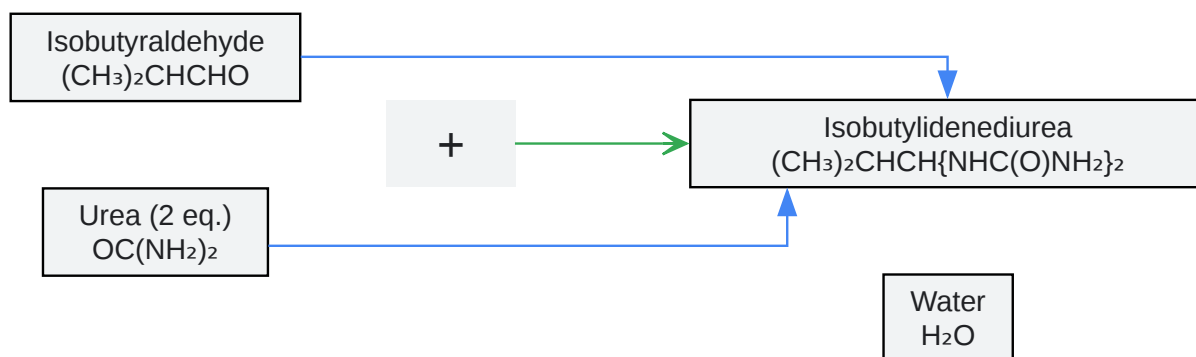 Isobutyraldehyde
(CH₃)₂CHCHO
+
Isobutylidenediurea
(CH₃)₂CHCH{NHC(O)NH₂}₂
Urea (2 eq.)
OC(NH₂)₂
Water
H₂O